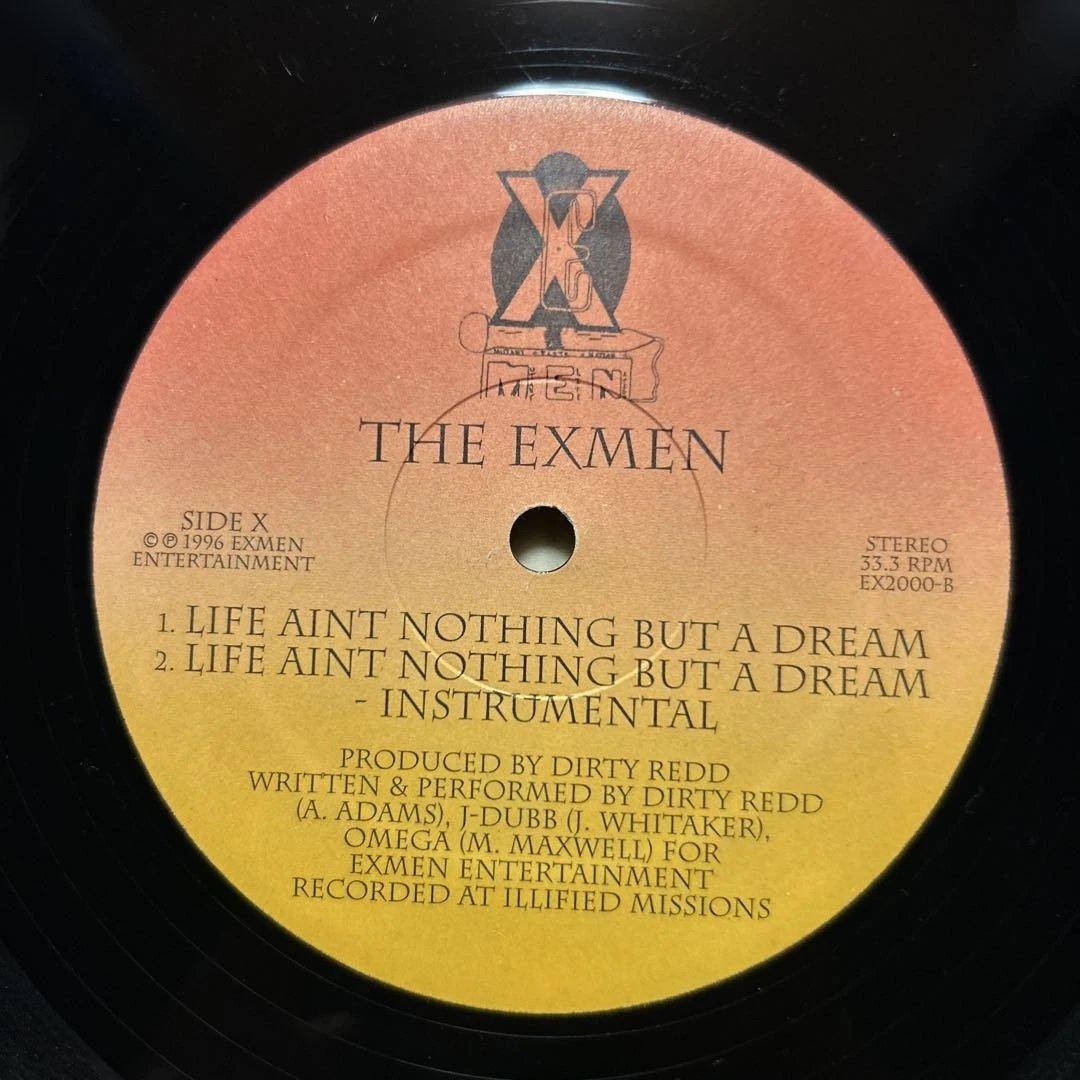 X
E
MEN
THE EXMEN
SIDE X
© ℗ 1996 EXMEN
ENTERTAINMENT
STEREO
33.3 RPM
EX2000-B
1. LIFE AINT NOTHING BUT A DREAM
2. LIFE AINT NOTHING BUT A DREAM
- INSTRUMENTAL
PRODUCED BY DIRTY REDD
WRITTEN & PERFORMED BY DIRTY REDD
(A. ADAMS), J-DUBB (J. WHITAKER),
OMEGA (M. MAXWELL) FOR
EXMEN ENTERTAINMENT
RECORDED AT ILLIFIED MISSIONS